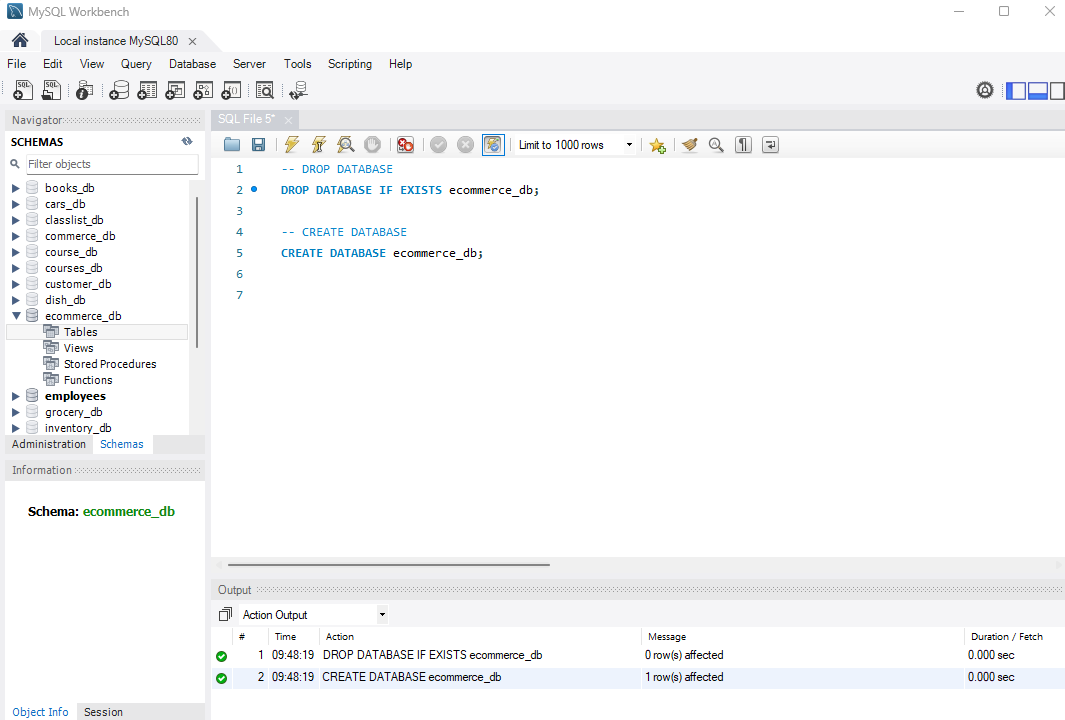 MySQL Workbench
Local instance MySQL80
File Edit View Query Database Server Tools Scripting Help
Navigator
SCHEMAS
Filter objects
books_db
cars_db
classlist_db
commerce_db
course_db
courses_db
customer_db
dish_db
ecommerce_db
Tables
Views
Stored Procedures
Functions
employees
grocery_db
inventory_db
Administration Schemas
Information
Schema: ecommerce_db
Object Info Session
SQL File 5*
Limit to 1000 rows
1 -- DROP DATABASE
2 DROP DATABASE IF EXISTS ecommerce_db;
3
4 -- CREATE DATABASE
5 CREATE DATABASE ecommerce_db;
6
7
Output
Action Output
# Time Action Message Duration / Fetch
1 09:48:19 DROP DATABASE IF EXISTS ecommerce_db 0 row(s) affected 0.000 sec
2 09:48:19 CREATE DATABASE ecommerce_db 1 row(s) affected 0.000 sec